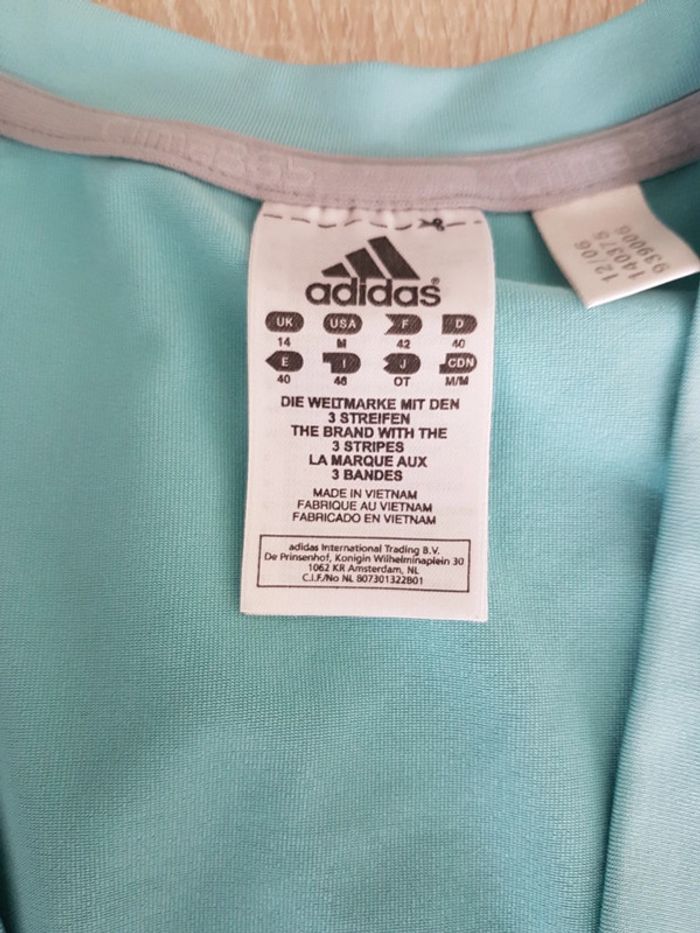 Clima365
12/06
140375
939006
adidas®
UK USA F D
14 M 42 40
E I J CDN
40 46 OT M/M
DIE WELTMARKE MIT DEN
3 STREIFEN
THE BRAND WITH THE
3 STRIPES
LA MARQUE AUX
3 BANDES
MADE IN VIETNAM
FABRIQUE AU VIETNAM
FABRICADO EN VIETNAM
adidas International Trading B.V.
De Prinsenhof, Konigin Wilhelminaplein 30
1062 KR Amsterdam, NL
C.I.F./No NL 807301322B01